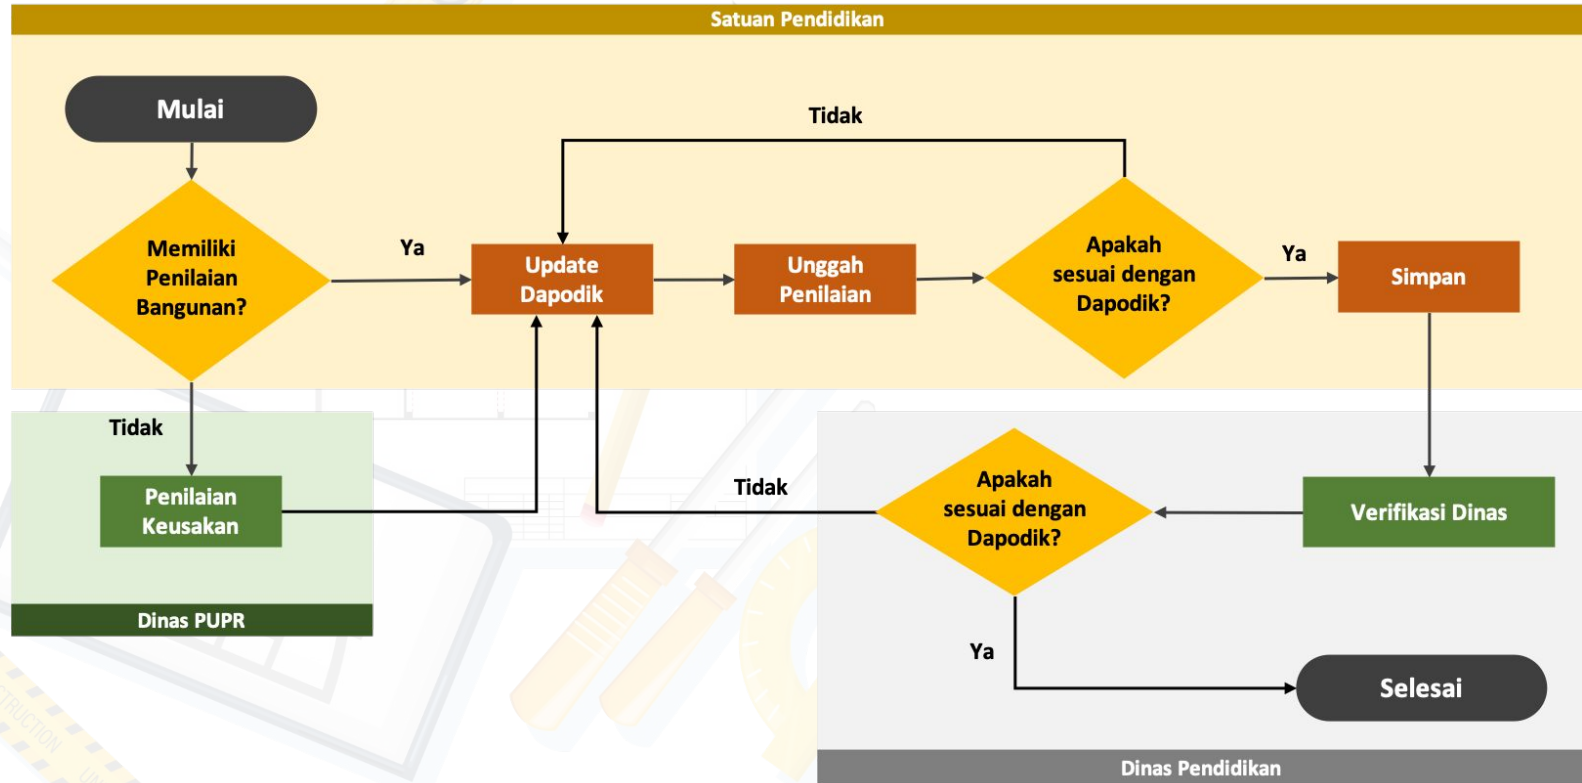 Satuan Pendidikan
Mulai
Tidak
Memiliki
Penilaian
Bangunan?
Ya
Update
Dapodik
Unggah
Penilaian
Apakah
sesuai dengan
Dapodik?
Ya
Simpan
Tidak
Penilaian
Keusakan
Dinas PUPR
Tidak
Apakah
sesuai dengan
Dapodik?
Verifikasi Dinas
Ya
Selesai
Dinas Pendidikan